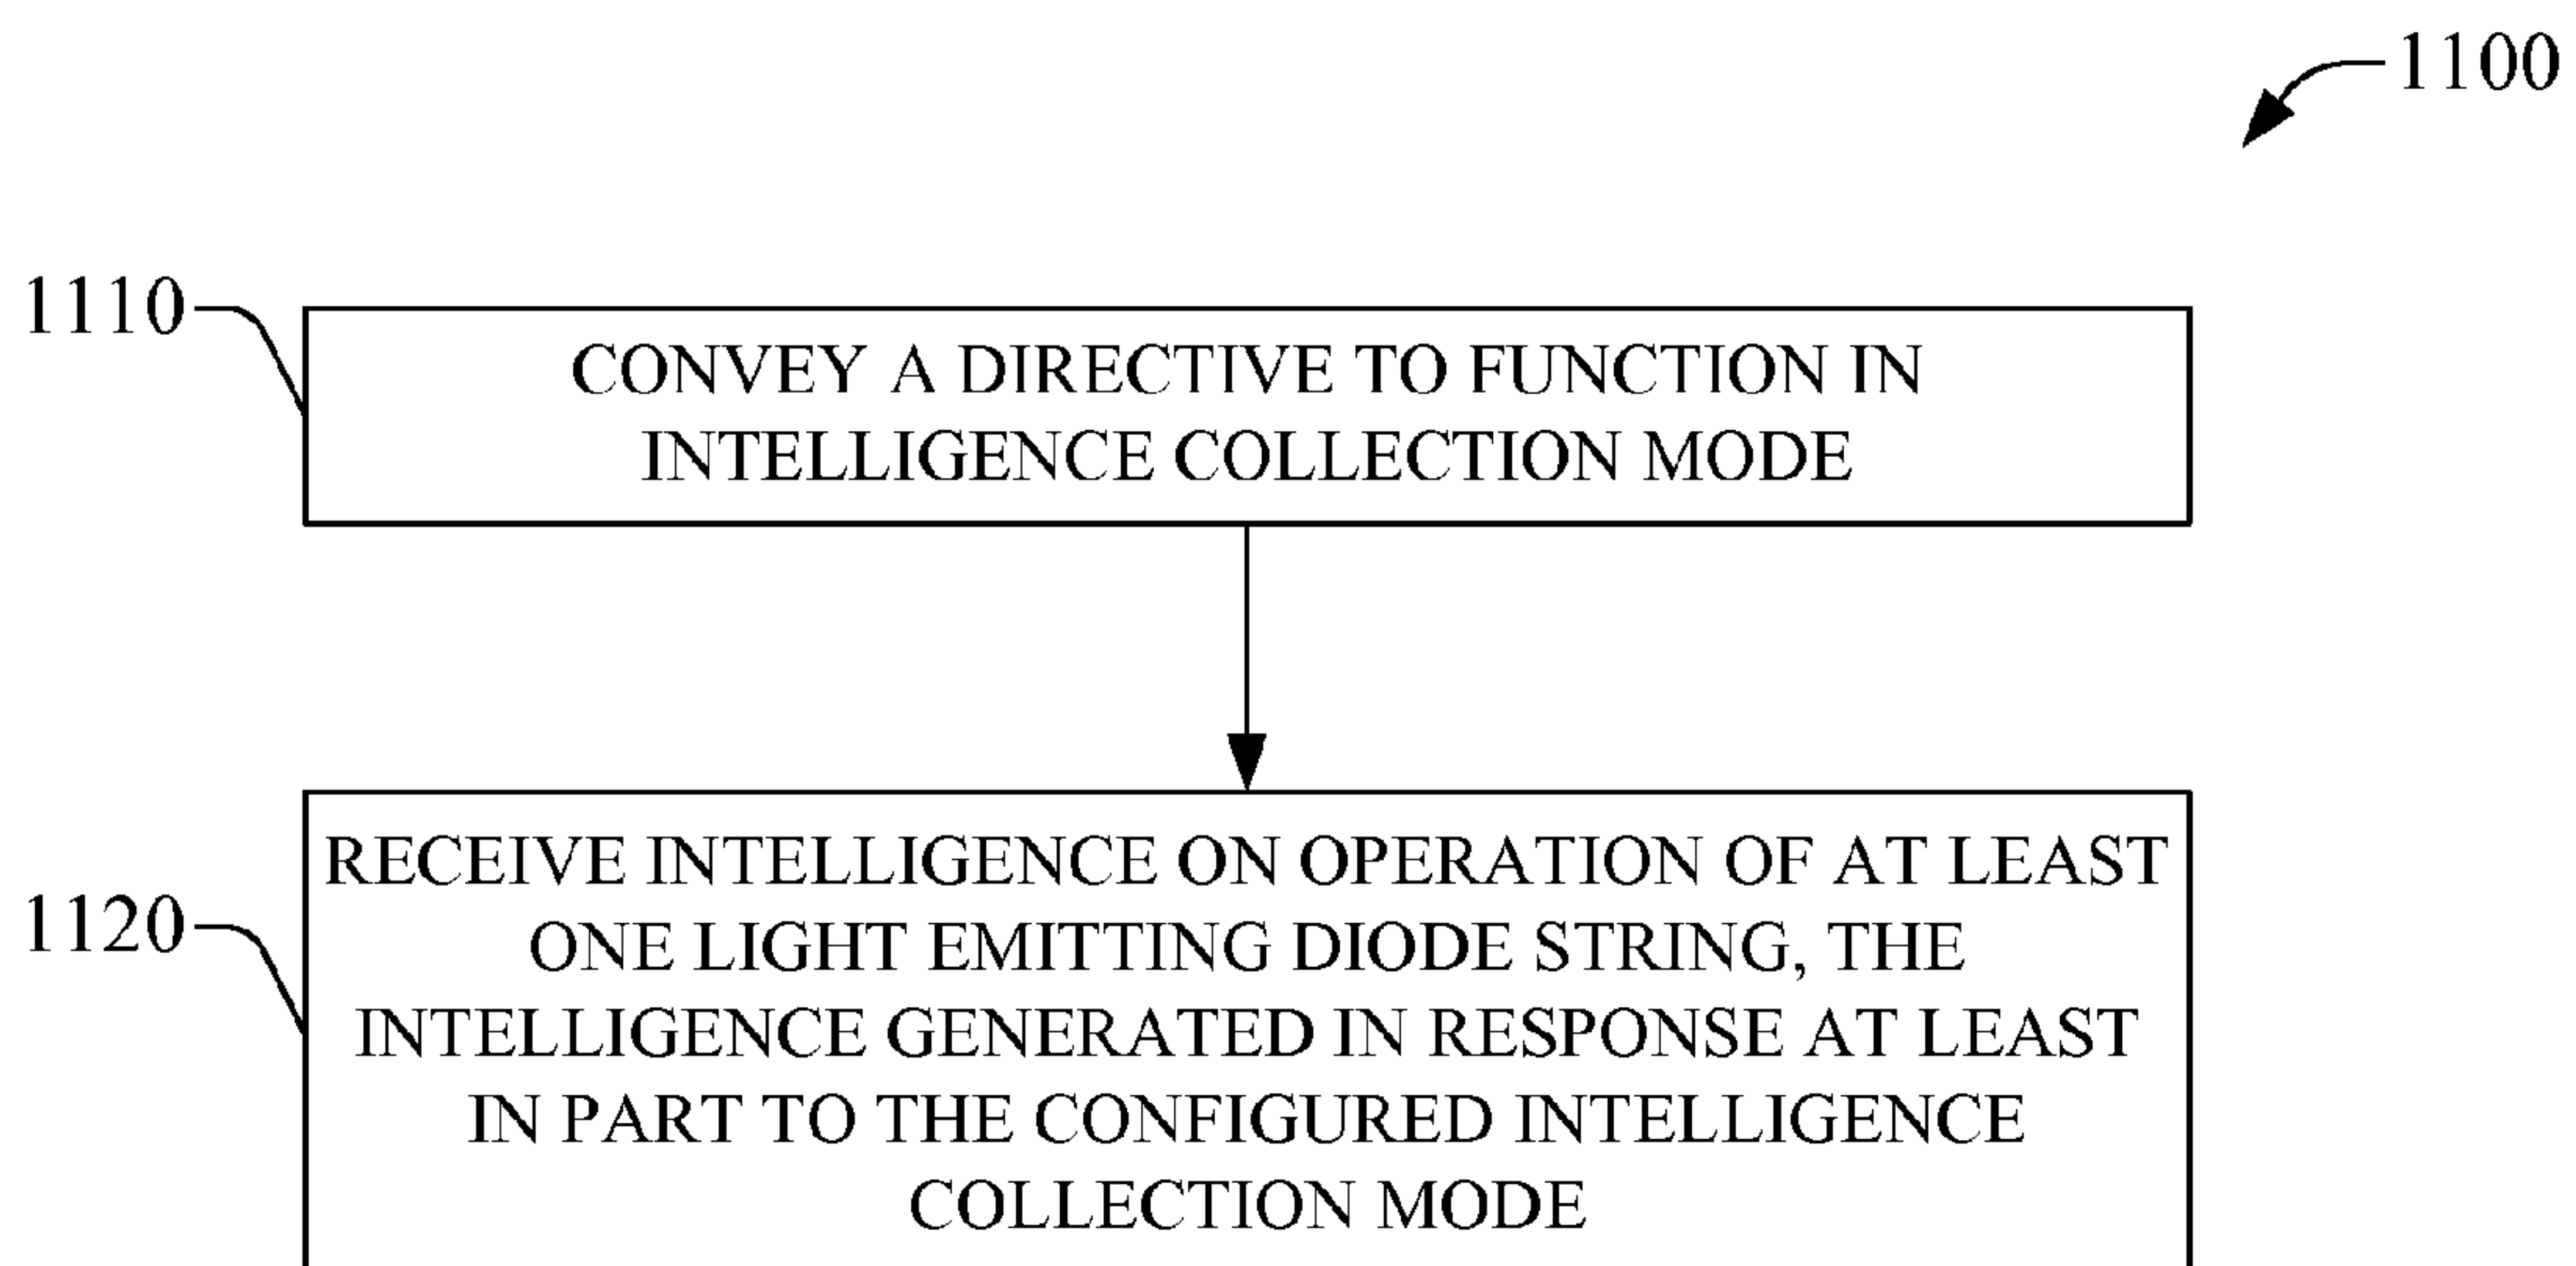 1100
1110
CONVEY A DIRECTIVE TO FUNCTION IN
INTELLIGENCE COLLECTION MODE
1120
RECEIVE INTELLIGENCE ON OPERATION OF AT LEAST
ONE LIGHT EMITTING DIODE STRING, THE
INTELLIGENCE GENERATED IN RESPONSE AT LEAST
IN PART TO THE CONFIGURED INTELLIGENCE
COLLECTION MODE